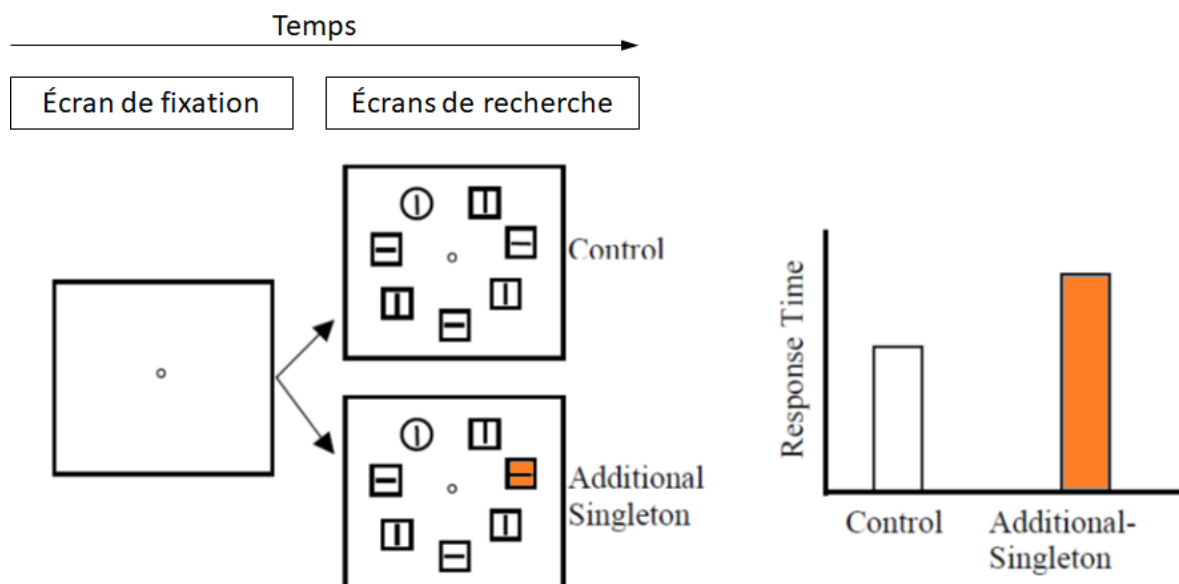 Temps
Écran de fixation
Écrans de recherche
Control
Additional
Singleton
Response Time
Control
Additional-
Singleton